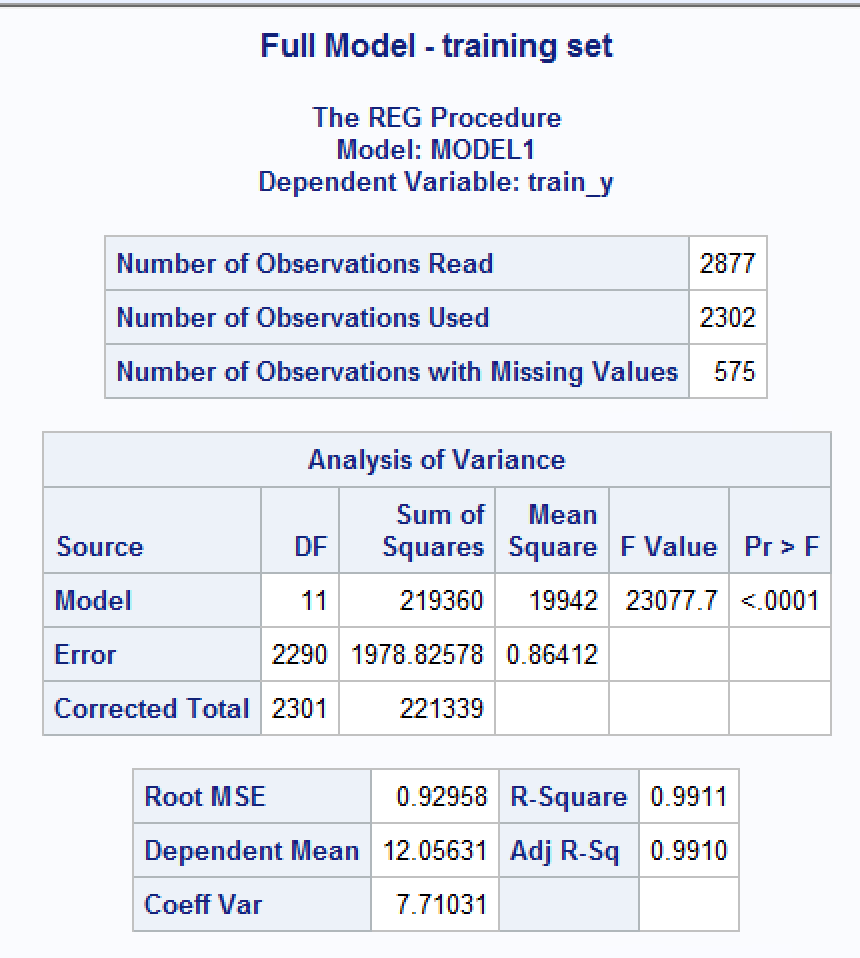 Full Model - training set
The REG Procedure
Model: MODEL1
Dependent Variable: train_y
Number of Observations Read 2877
Number of Observations Used 2302
Number of Observations with Missing Values 575
Analysis of Variance
Sum of Mean
Source DF Squares Square F Value Pr > F
Model 11 219360 19942 23077.7 <.0001
Error 2290 1978.82578 0.86412
Corrected Total 2301 221339
Root MSE 0.92958 R-Square 0.9911
Dependent Mean 12.05631 Adj R-Sq 0.9910
Coeff Var 7.71031